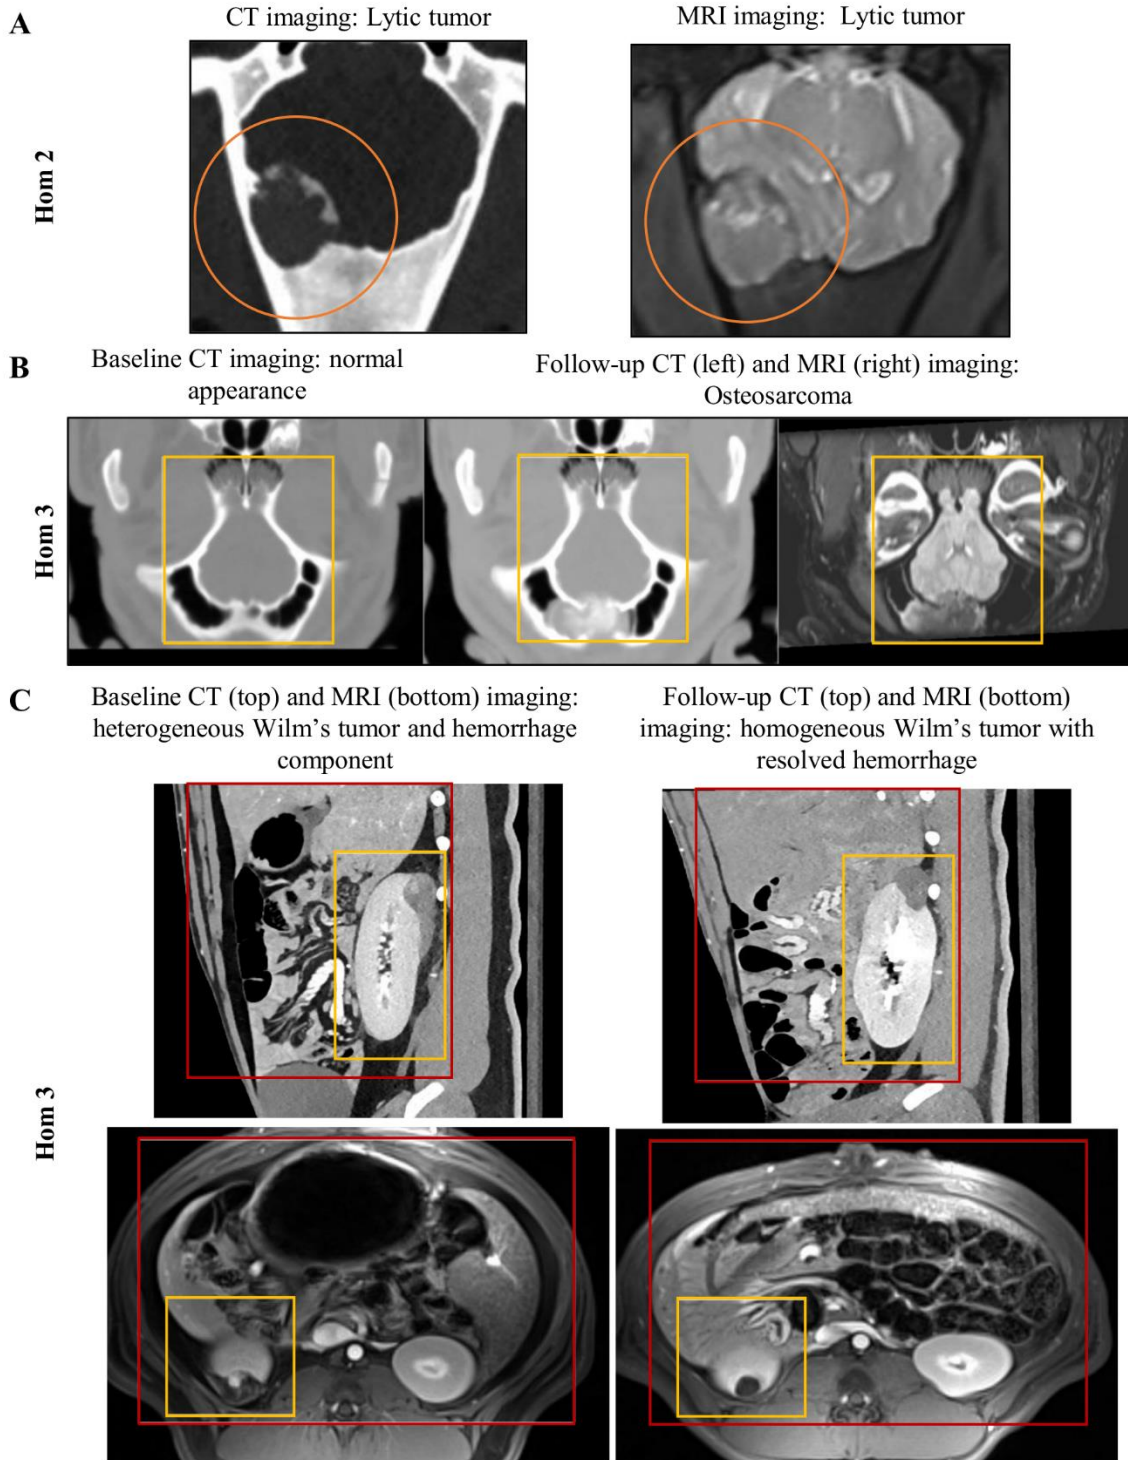 A
CT imaging: Lytic tumor
MRI imaging: Lytic tumor
Hom 2
B
Baseline CT imaging: normal
appearance
Follow-up CT (left) and MRI (right) imaging:
Osteosarcoma
Hom 3
C
Baseline CT (top) and MRI (bottom) imaging:
heterogeneous Wilm's tumor and hemorrhage
component
Follow-up CT (top) and MRI (bottom)
imaging: homogeneous Wilm's tumor with
resolved hemorrhage
Hom 3